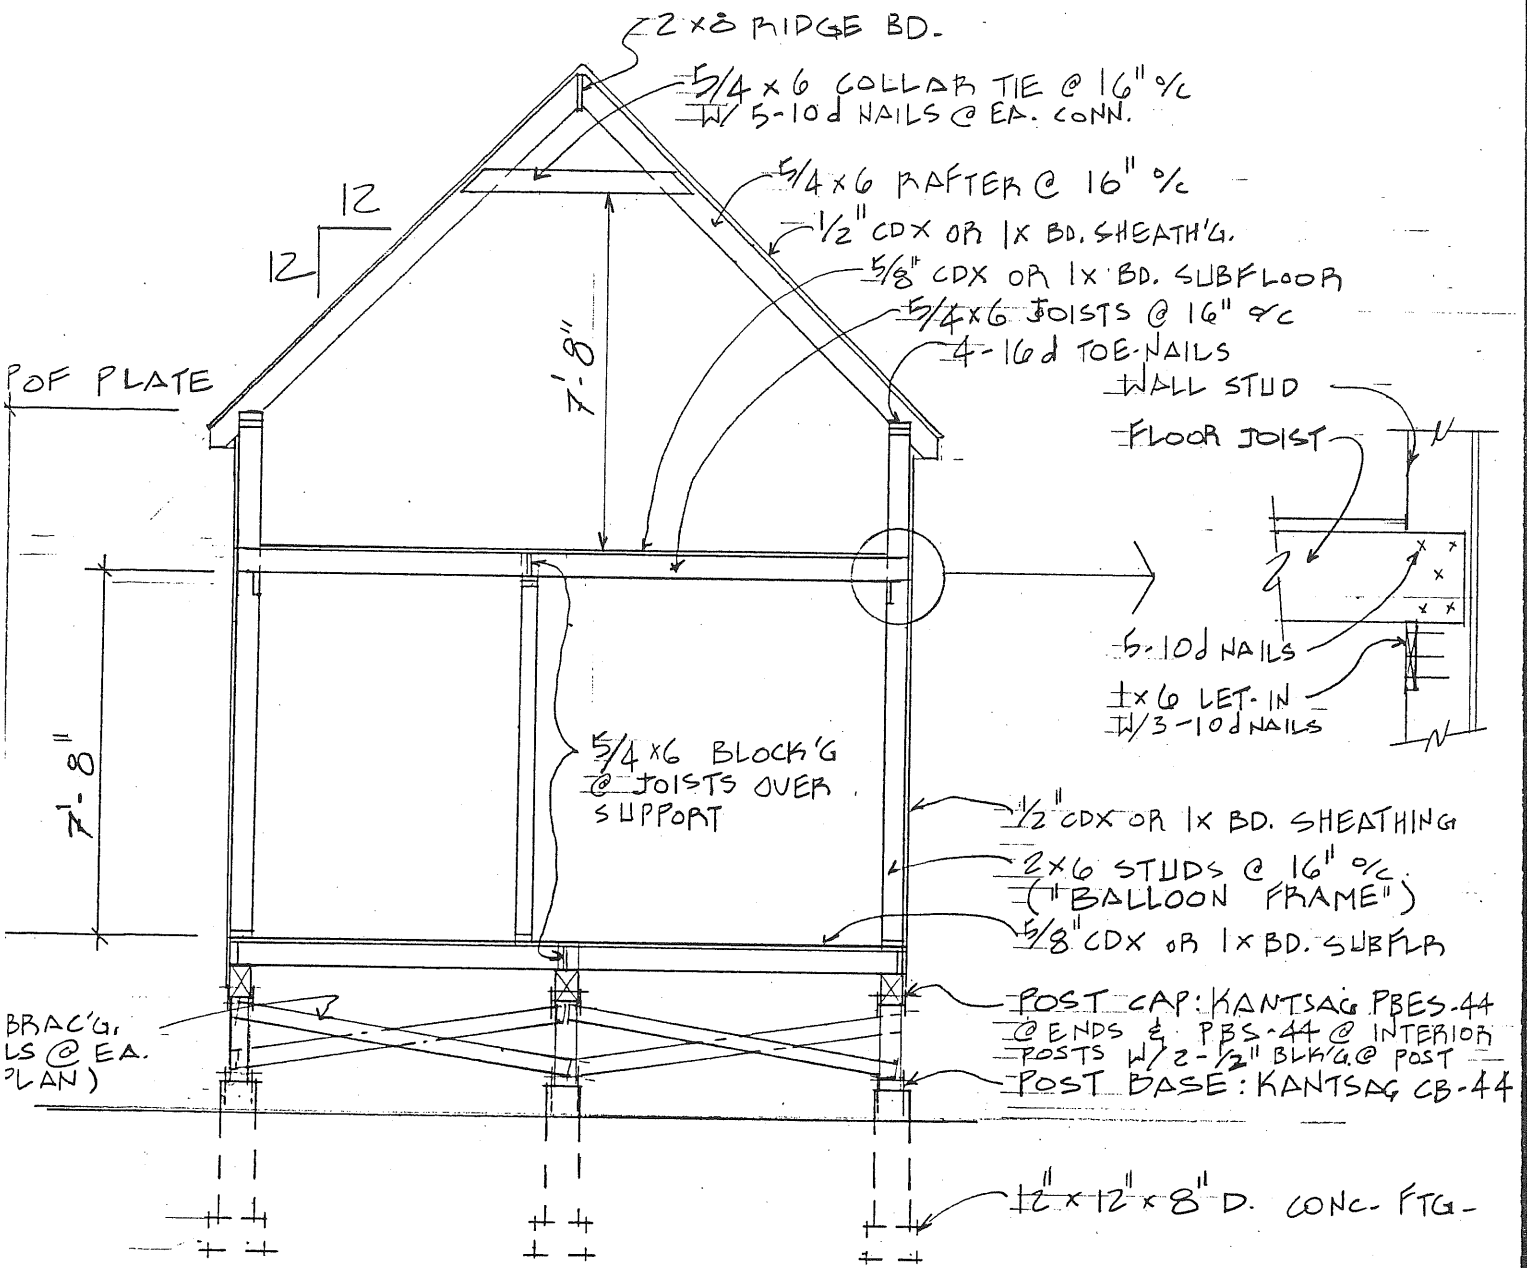 2x8 RIDGE BD.
5/4 x 6 COLLAR TIE @ 16" o/c
W/ 5-10d NAILS @ EA. CONN.
5/4 x 6 RAFTER @ 16" o/c
12
12
1/2" CDX OR 1x BD. SHEATH'G.
5/8" CDX OR 1x BD. SUBFLOOR
5/4x6 JOISTS @ 16" o/c
4-16d TOE-NAILS
WALL STUD
FLOOR JOIST
POF PLATE
7'-8"
5-10d NAILS
1x6 LET-IN
W/3-10d NAILS
7'-8"
5/4 x6 BLOCK'G
@ JOISTS OVER
SUPPORT
1/2" CDX OR 1x BD. SHEATHING
2x6 STUDS @ 16" o/c.
("BALLOON FRAME")
5/8" CDX OR 1x BD. SUBFLR
POST CAP: KANTSAG PBES-44
@ ENDS & PBS-44 @ INTERIOR
POSTS W/ 2-1/2" BLK'G. @ POST
POST BASE: KANTSAG CB-44
BRAC'G.
LS @ EA.
PLAN)
12" x 12" x 8" D. CONC. FTG.